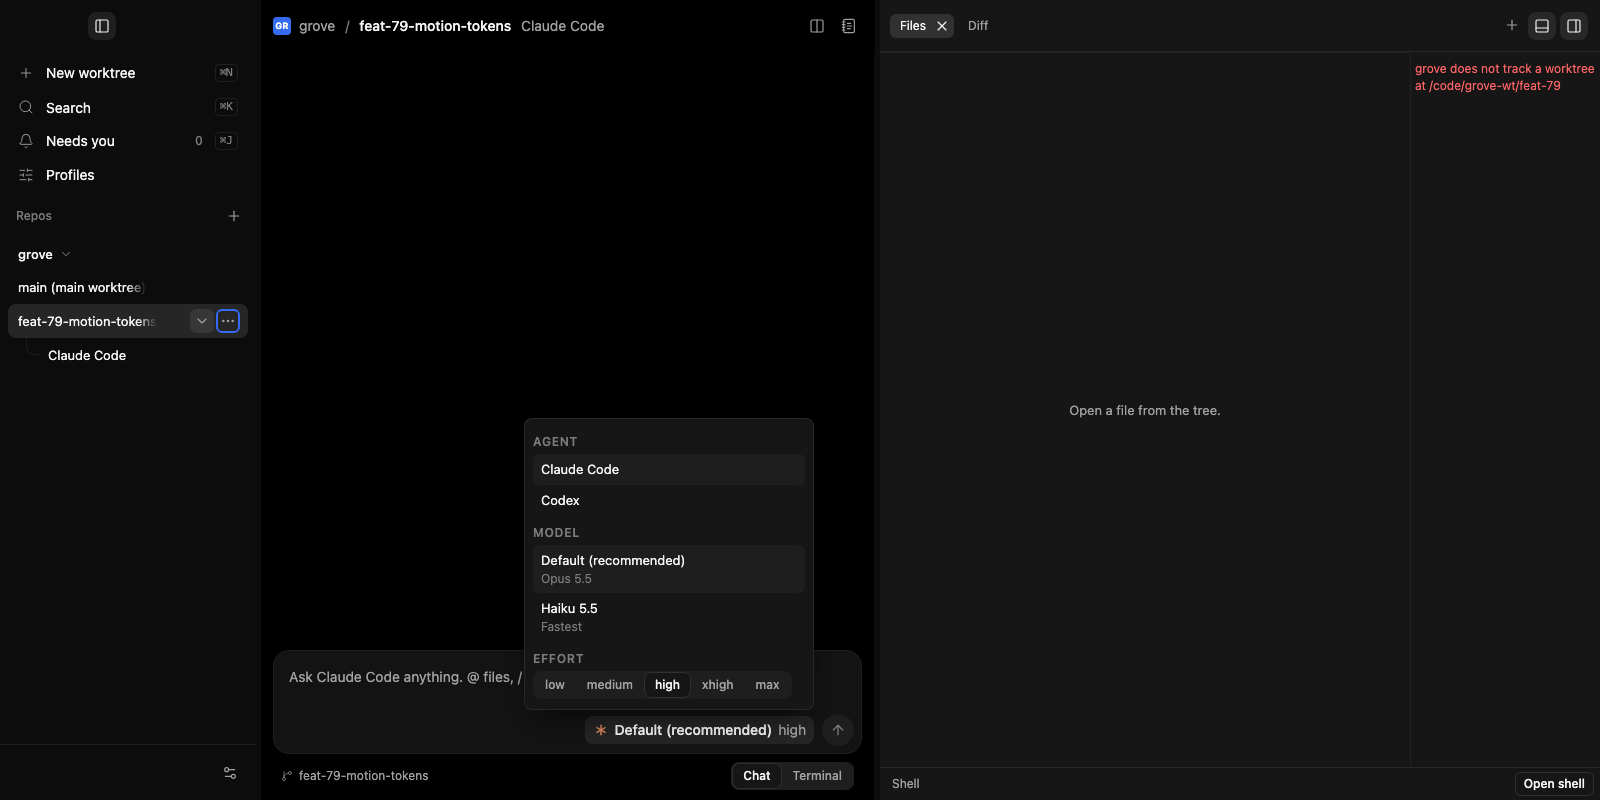 New worktree ⌘N
Search ⌘K
Needs you 0 ⌘J
Profiles
Repos
grove
main (main worktree)
feat-79-motion-tokens
Claude Code
GR grove / feat-79-motion-tokens Claude Code
AGENT
Claude Code
Codex
MODEL
Default (recommended)
Opus 5.5
Haiku 5.5
Fastest
EFFORT
low medium high xhigh max
Ask Claude Code anything. @ files, /
Default (recommended) high
feat-79-motion-tokens
Chat Terminal
Files Diff
Open a file from the tree.
grove does not track a worktree
at /code/grove-wt/feat-79
Shell Open shell